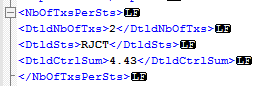 <NbOfTxsPerSts>LF
<DtldNbOfTxs>2</DtldNbOfTxs>LF
<DtldSts>RJCT</DtldSts>LF
<DtldCtrlSum>4.43</DtldCtrlSum>LF
</NbOfTxsPerSts>LF